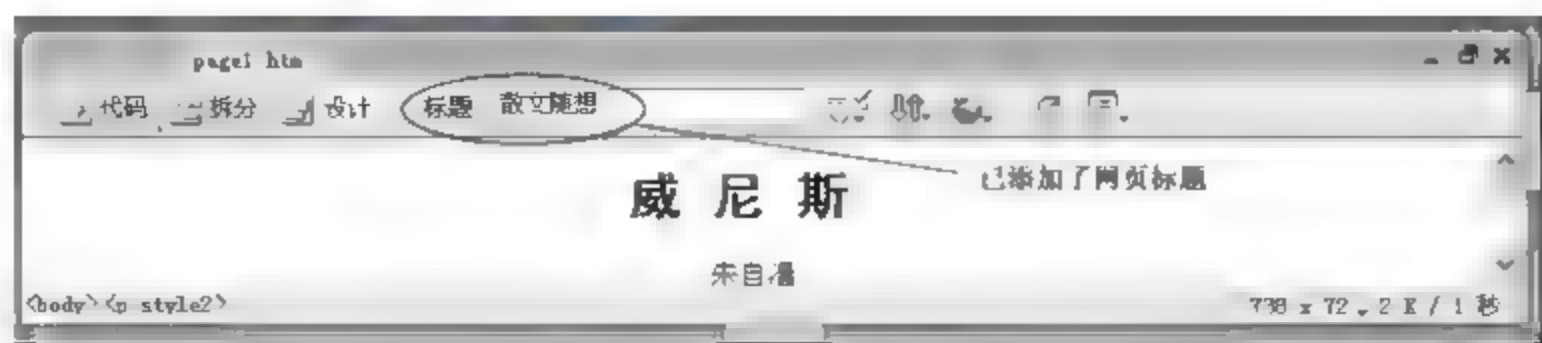 page1 htm
代码 拆分 设计 标题 散文随想
已添加了网页标题
威尼斯
朱自清
<body><p style2>
738 x 72 2 K / 1 秒